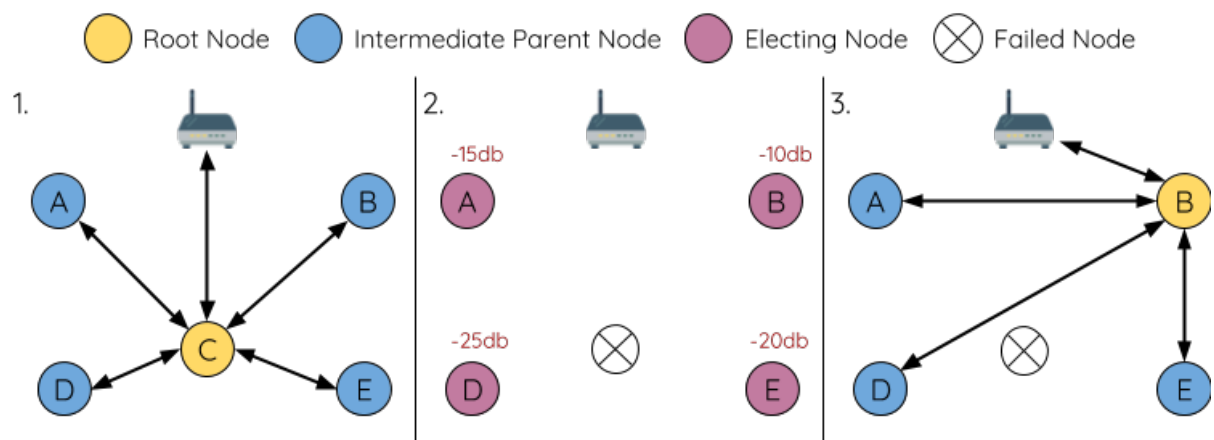 Root Node Intermediate Parent Node Electing Node Failed Node
1.
A B
C
D E
2.
-15db -10db
A B
-25db -20db
D E
3.
A B
D E